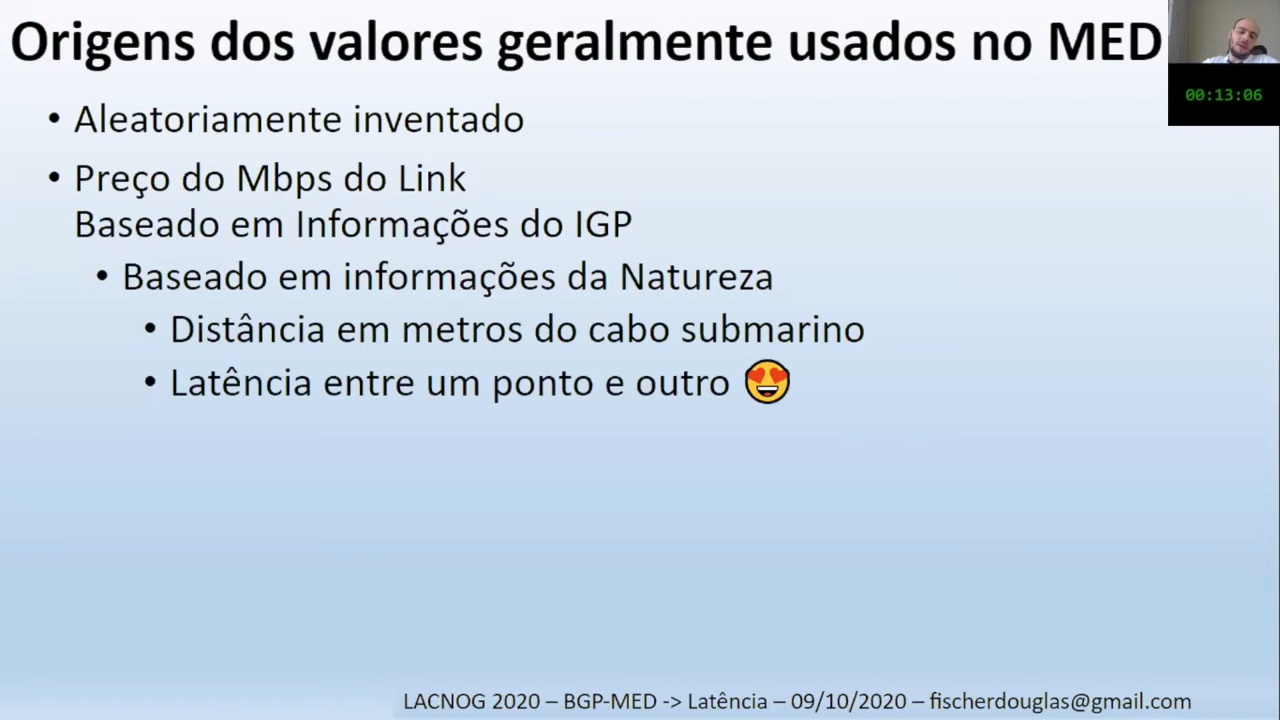 Origens dos valores geralmente usados no MED
00:13:06
• Aleatoriamente inventado
• Preço do Mbps do Link
Baseado em Informações do IGP
• Baseado em informações da Natureza
• Distância em metros do cabo submarino
• Latência entre um ponto e outro 😍
LACNOG 2020 – BGP-MED -> Latência – 09/10/2020 – fischerdouglas@gmail.com